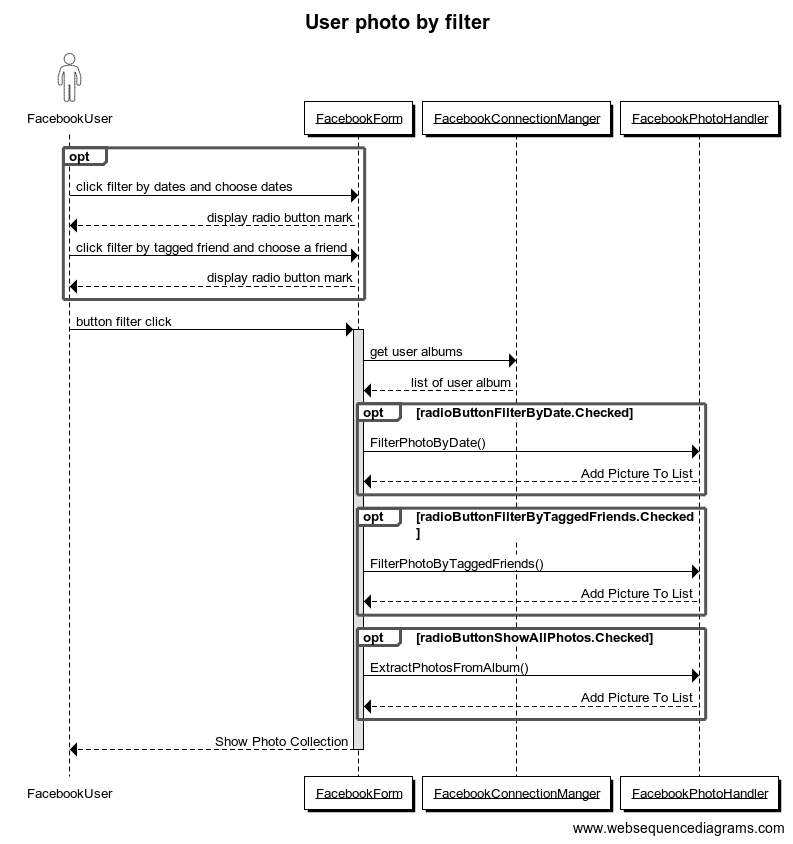 User photo by filter
FacebookUser
FacebookForm
FacebookConnectionManger
FacebookPhotoHandler
opt
click filter by dates and choose dates
display radio button mark
click filter by tagged friend and choose a friend
display radio button mark
button filter click
get user albums
list of user album
opt [radioButtonFilterByDate.Checked]
FilterPhotoByDate()
Add Picture To List
opt [radioButtonFilterByTaggedFriends.Checked
]
FilterPhotoByTaggedFriends()
Add Picture To List
opt [radioButtonShowAllPhotos.Checked]
ExtractPhotosFromAlbum()
Add Picture To List
Show Photo Collection
FacebookUser
FacebookForm
FacebookConnectionManger
FacebookPhotoHandler
www.websequencediagrams.com